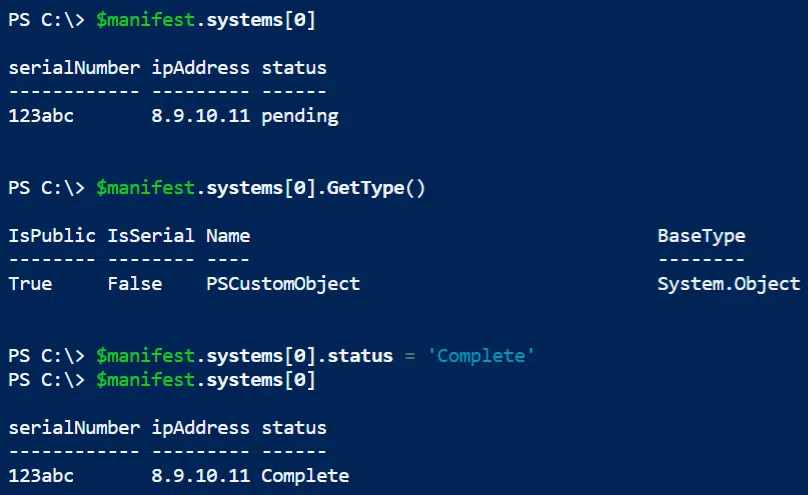 PS C:\> $manifest.systems[0]
serialNumber ipAddress status
------------ --------- ------
123abc       8.9.10.11 pending
PS C:\> $manifest.systems[0].GetType()
IsPublic IsSerial Name                                     BaseType
-------- -------- ----                                     --------
True     False    PSCustomObject                           System.Object
PS C:\> $manifest.systems[0].status = 'Complete'
PS C:\> $manifest.systems[0]
serialNumber ipAddress status
------------ --------- ------
123abc       8.9.10.11 Complete